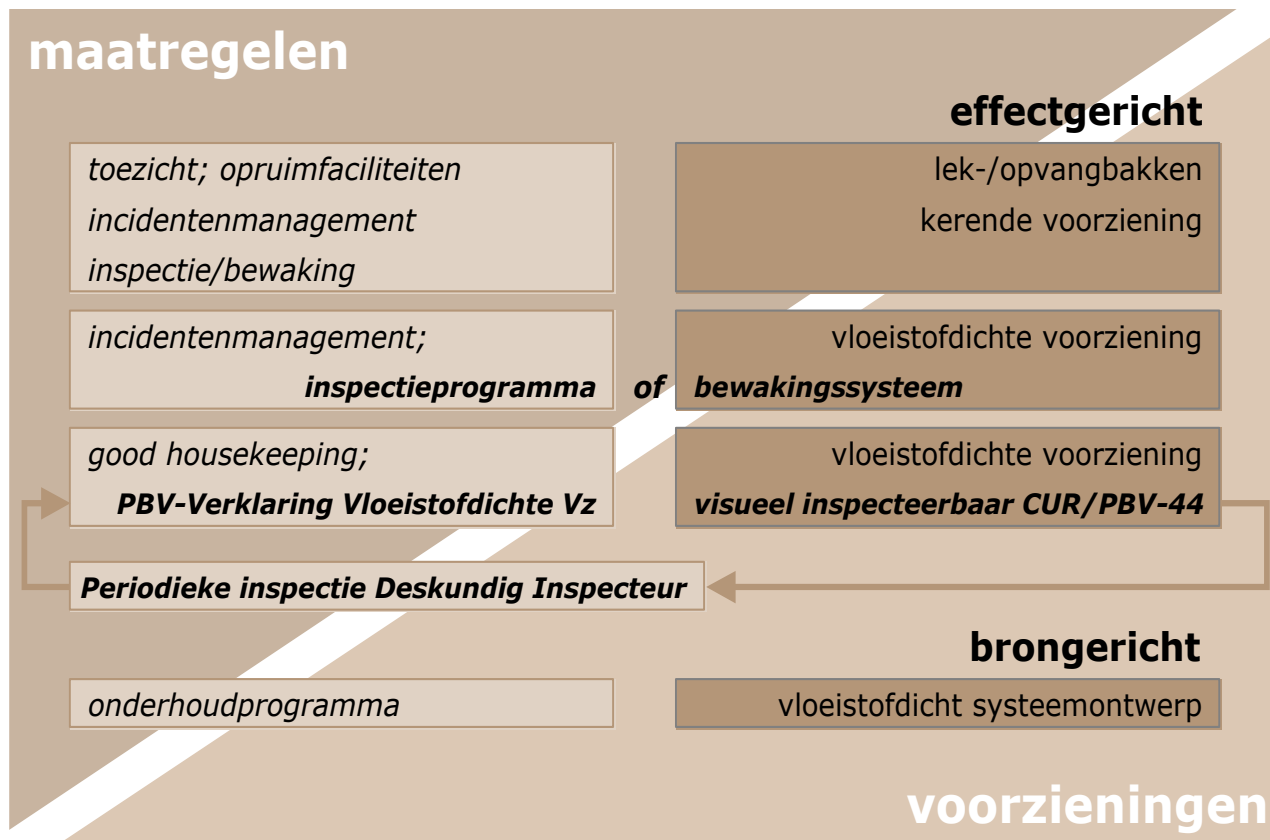 maatregelen
effectgericht
toezicht; opruimfaciliteiten
incidentenmanagement
inspectie/bewaking
lek-/opvangbakken
kerende voorziening
incidentenmanagement;
inspectieprogramma
of
vloeistofdichte voorziening
bewakingssysteem
good housekeeping;
PBV-Verklaring Vloeistofdichte Vz
vloeistofdichte voorziening
visueel inspecteerbaar CUR/PBV-44
Periodieke inspectie Deskundig Inspecteur
brongericht
onderhoudprogramma
vloeistofdicht systeemontwerp
voorzieningen